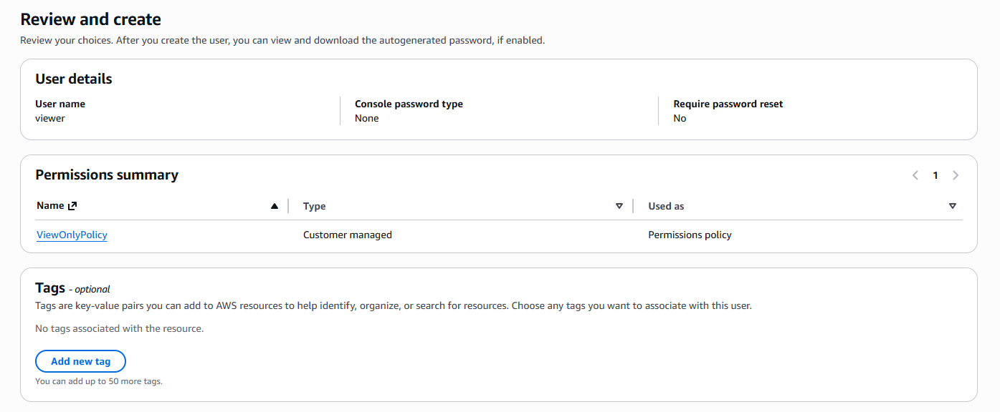 Review and create
Review your choices. After you create the user, you can view and download the autogenerated password, if enabled.
User details
User name
viewer
Console password type
None
Require password reset
No
Permissions summary
1
Name Type Used as
ViewOnlyPolicy Customer managed Permissions policy
Tags - optional
Tags are key-value pairs you can add to AWS resources to help identify, organize, or search for resources. Choose any tags you want to associate with this user.
No tags associated with the resource.
Add new tag
You can add up to 50 more tags.